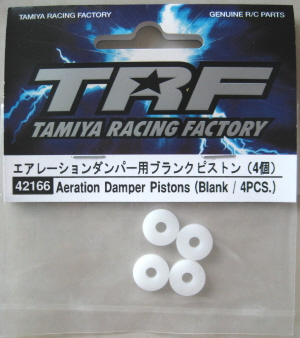 TAMIYA RACING FACTORY
GENUINE R/C PARTS
TRF
TAMIYA RACING FACTORY
エアレーションダンパー用ブランクピストン (4個)
42166 Aeration Damper Pistons (Blank / 4PCS.)